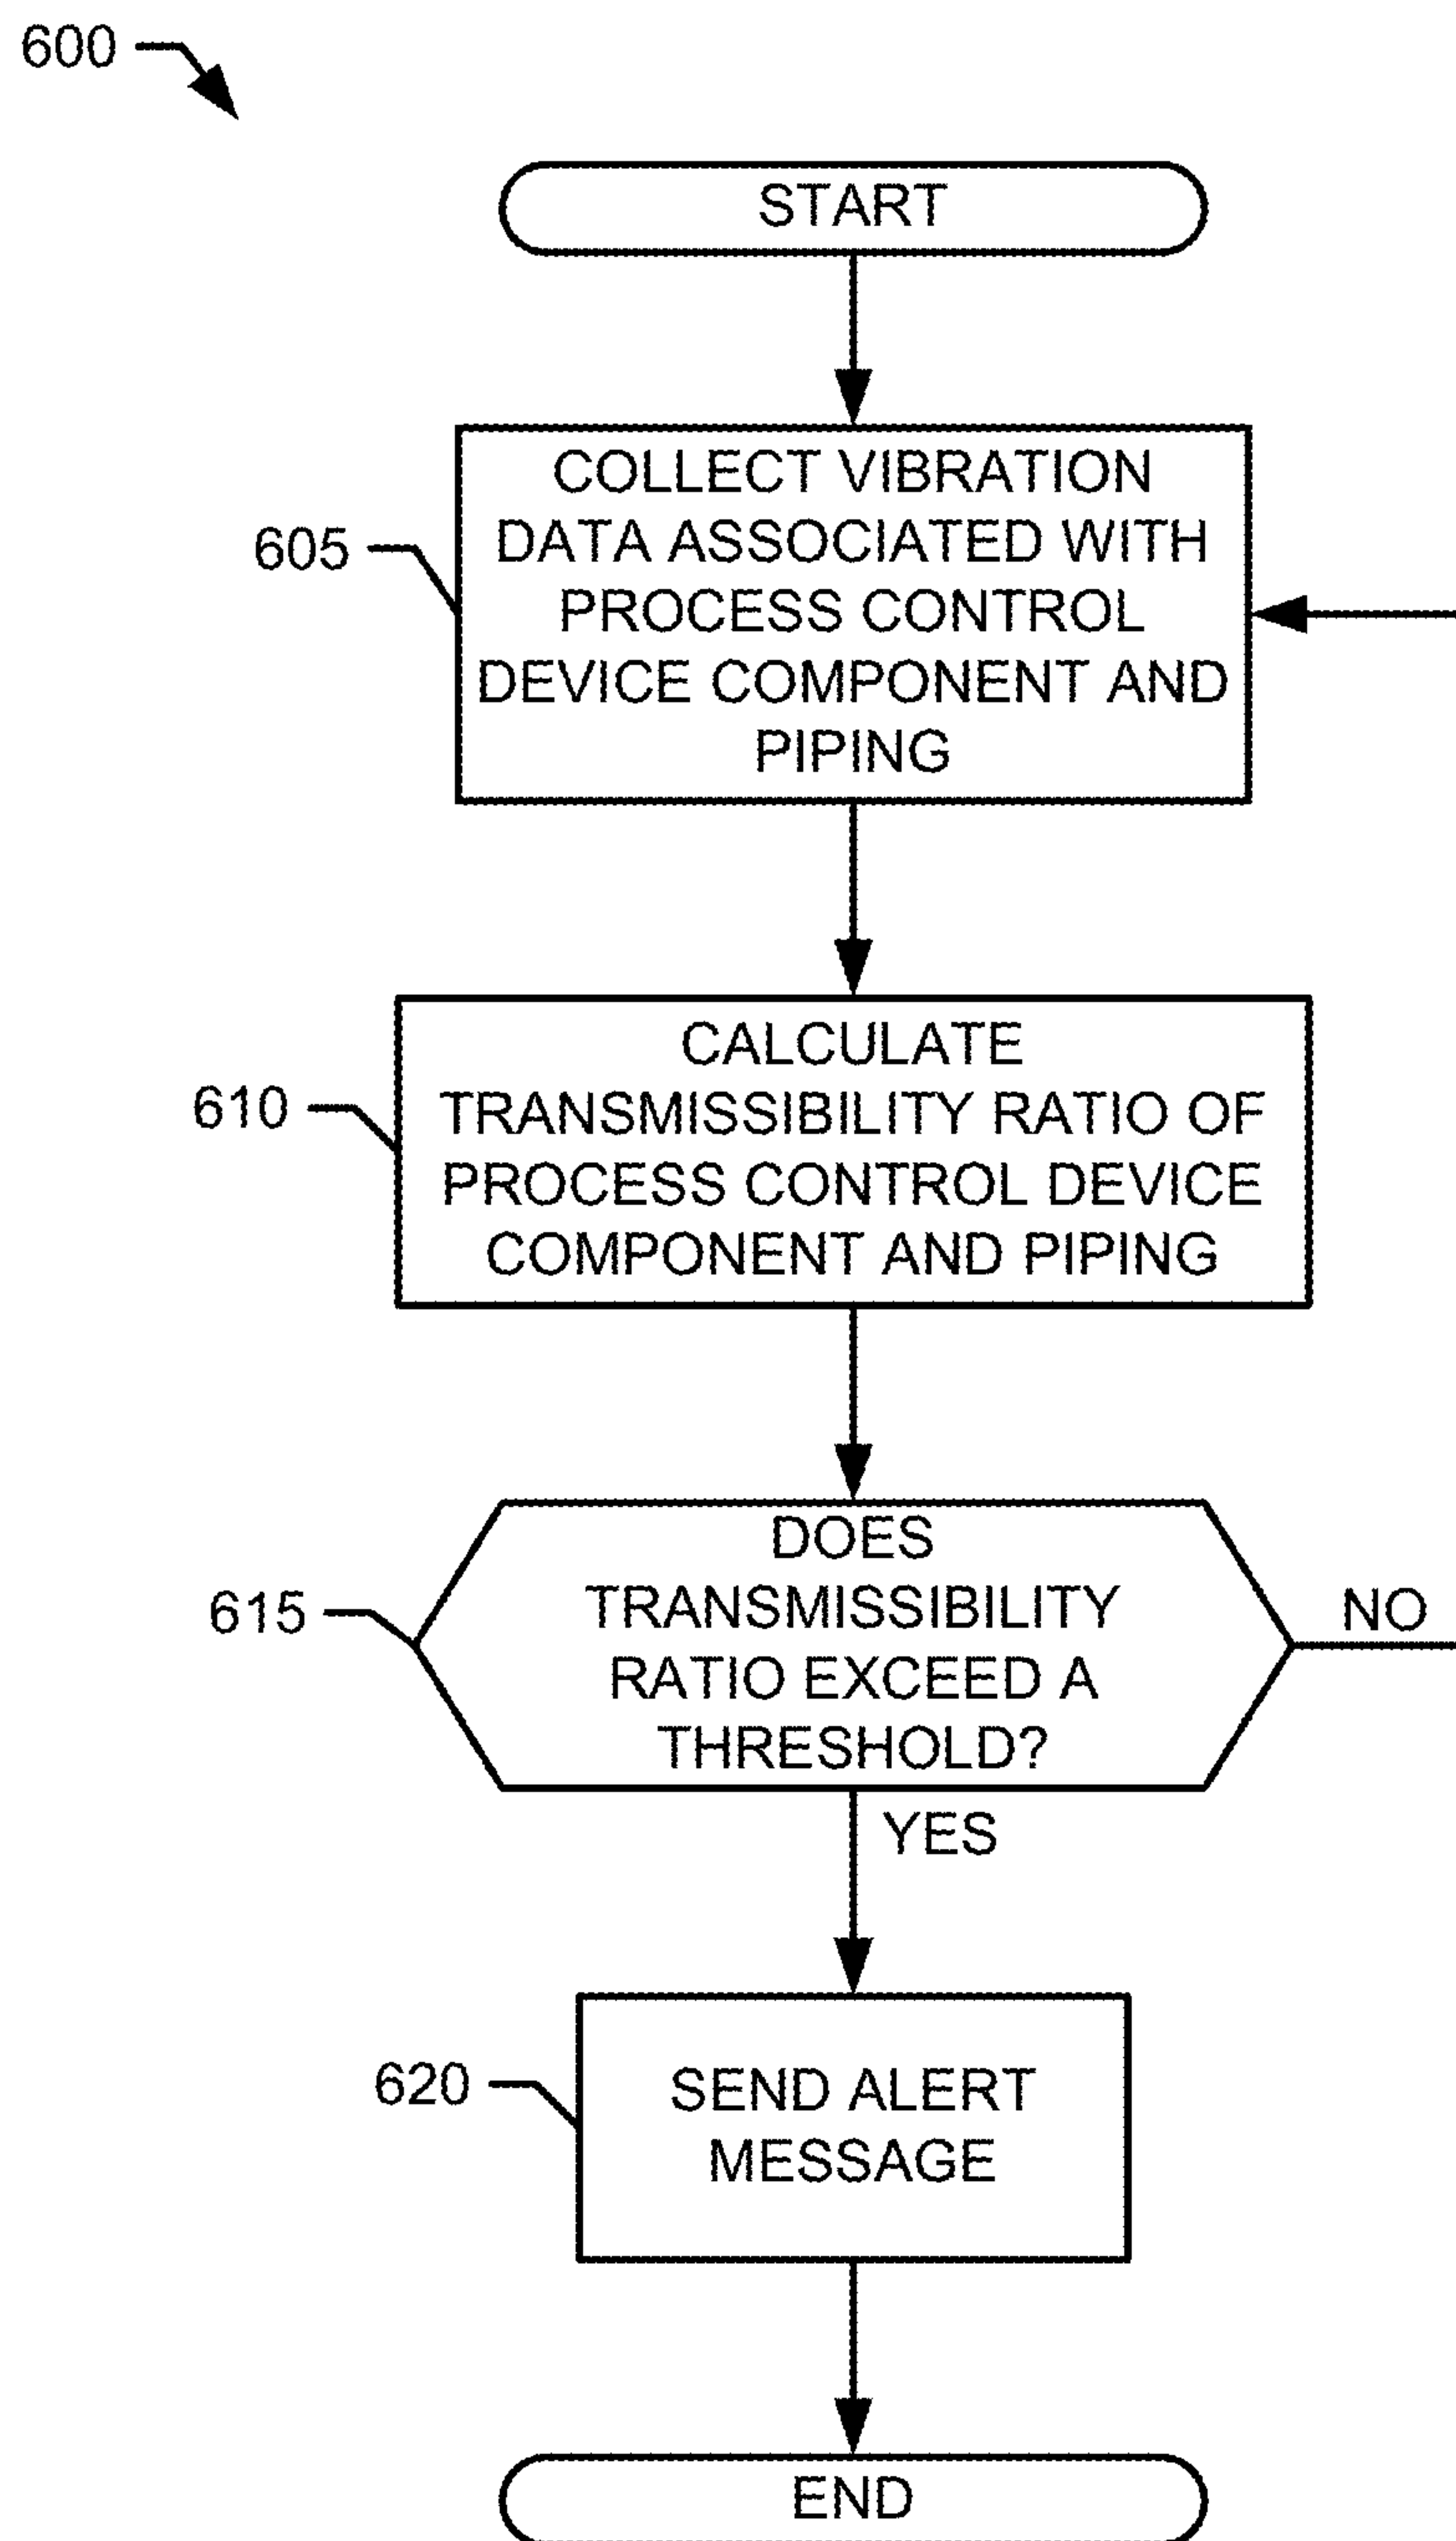 600
START
605
COLLECT VIBRATION
DATA ASSOCIATED WITH
PROCESS CONTROL
DEVICE COMPONENT AND
PIPING
610
CALCULATE
TRANSMISSIBILITY RATIO OF
PROCESS CONTROL DEVICE
COMPONENT AND PIPING
615
DOES
TRANSMISSIBILITY
RATIO EXCEED A
THRESHOLD?
NO
YES
620
SEND ALERT
MESSAGE
END